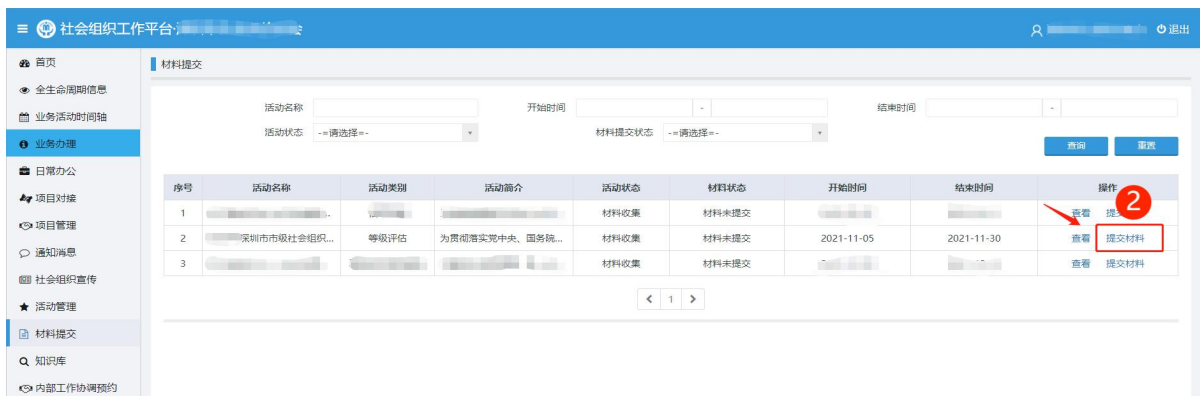 社会组织工作平台
退出
首页
全生命周期信息
业务活动时间轴
业务办理
日常办公
项目对接
项目管理
通知消息
社会组织宣传
活动管理
材料提交
知识库
内部工作协调预约
材料提交
活动名称 开始时间 - 结束时间 -
活动状态 -=请选择=- 材料提交状态 -=请选择=-
查询 重置
序号 活动名称 活动类别 活动简介 活动状态 材料状态 开始时间 结束时间 操作
2
1 材料收集 材料未提交 查看
2 深圳市市级社会组织... 等级评估 为贯彻落实党中央、国务院... 材料收集 材料未提交 2021-11-05 2021-11-30 查看 提交材料
3 材料收集 材料未提交 查看 提交材料
1